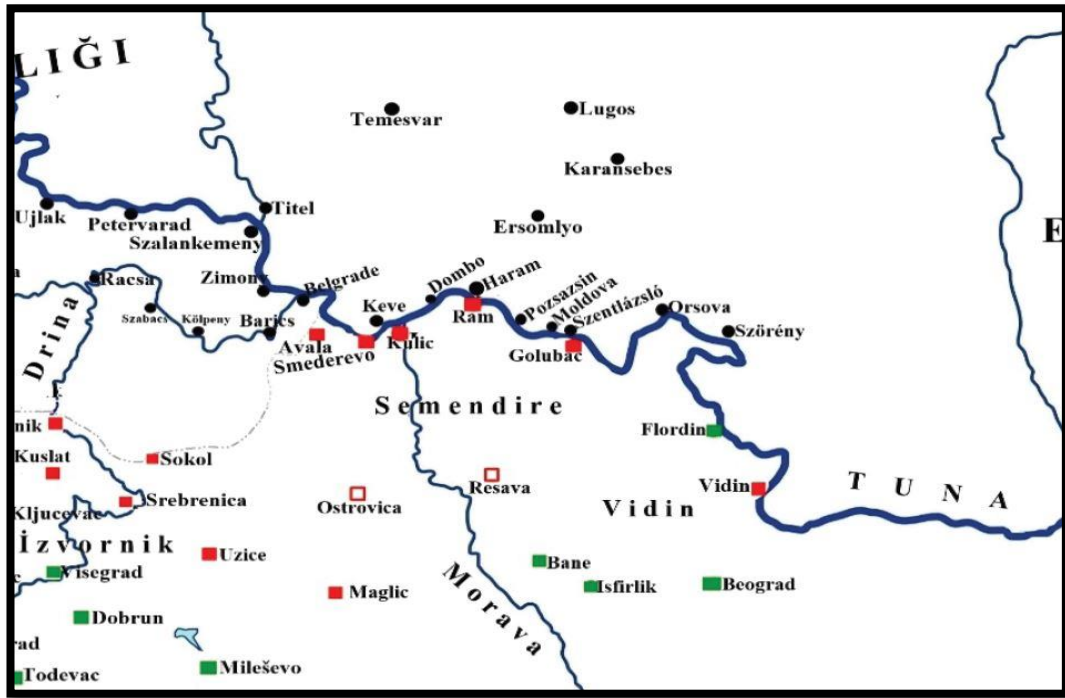 LIĞI
Temesvar
Lugos
Karansebes
Ujlak
Petervarad
Titel
Ersomlyo
Szalankemeny
E
Racsa
Zimony
Belgrade
Dombo
Haram
Szabacs
Kölpeny
Barics
Keve
Ram
Pozsazsin
Moldova
Szentlázsló
Orsova
Szörény
Drina
Avala
Smederevo
Kulic
Golubac
Semendire
nik
Flordin
Kuslat
Sokol
Resava
Vidin
TUNA
Srebrenica
Ostrovica
Vidin
Kljucevac
İzvornik
Uzice
Bane
Visegrad
Maglic
Isfirlik
Beograd
Morava
Dobrun
rad
Mileševo
Todevac